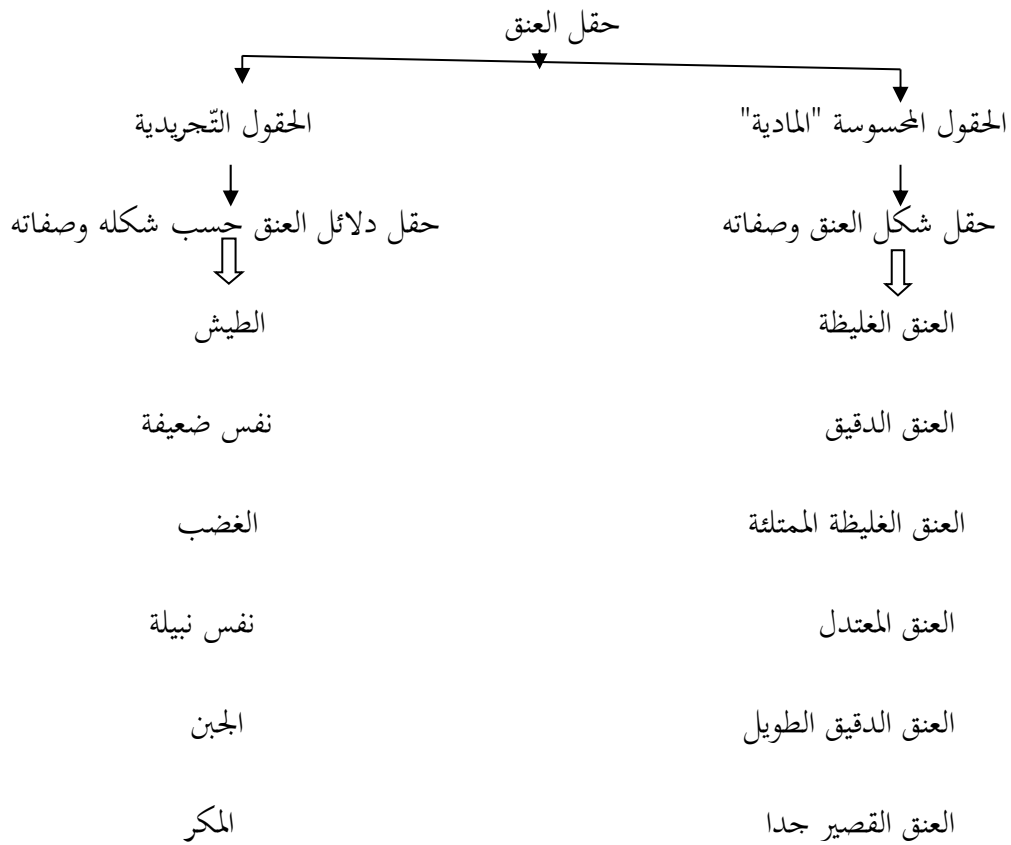 حقل العنق
الحقول المحسوسة "المادية" الحقول التّجريدية
حقل شكل العنق وصفاته حقل دلائل العنق حسب شكله وصفاته
العنق الغليظة الطيش
العنق الدقيق نفس ضعيفة
العنق الغليظة الممتلئة الغضب
العنق المعتدل نفس نبيلة
العنق الدقيق الطويل الجبن
العنق القصير جدا المكر